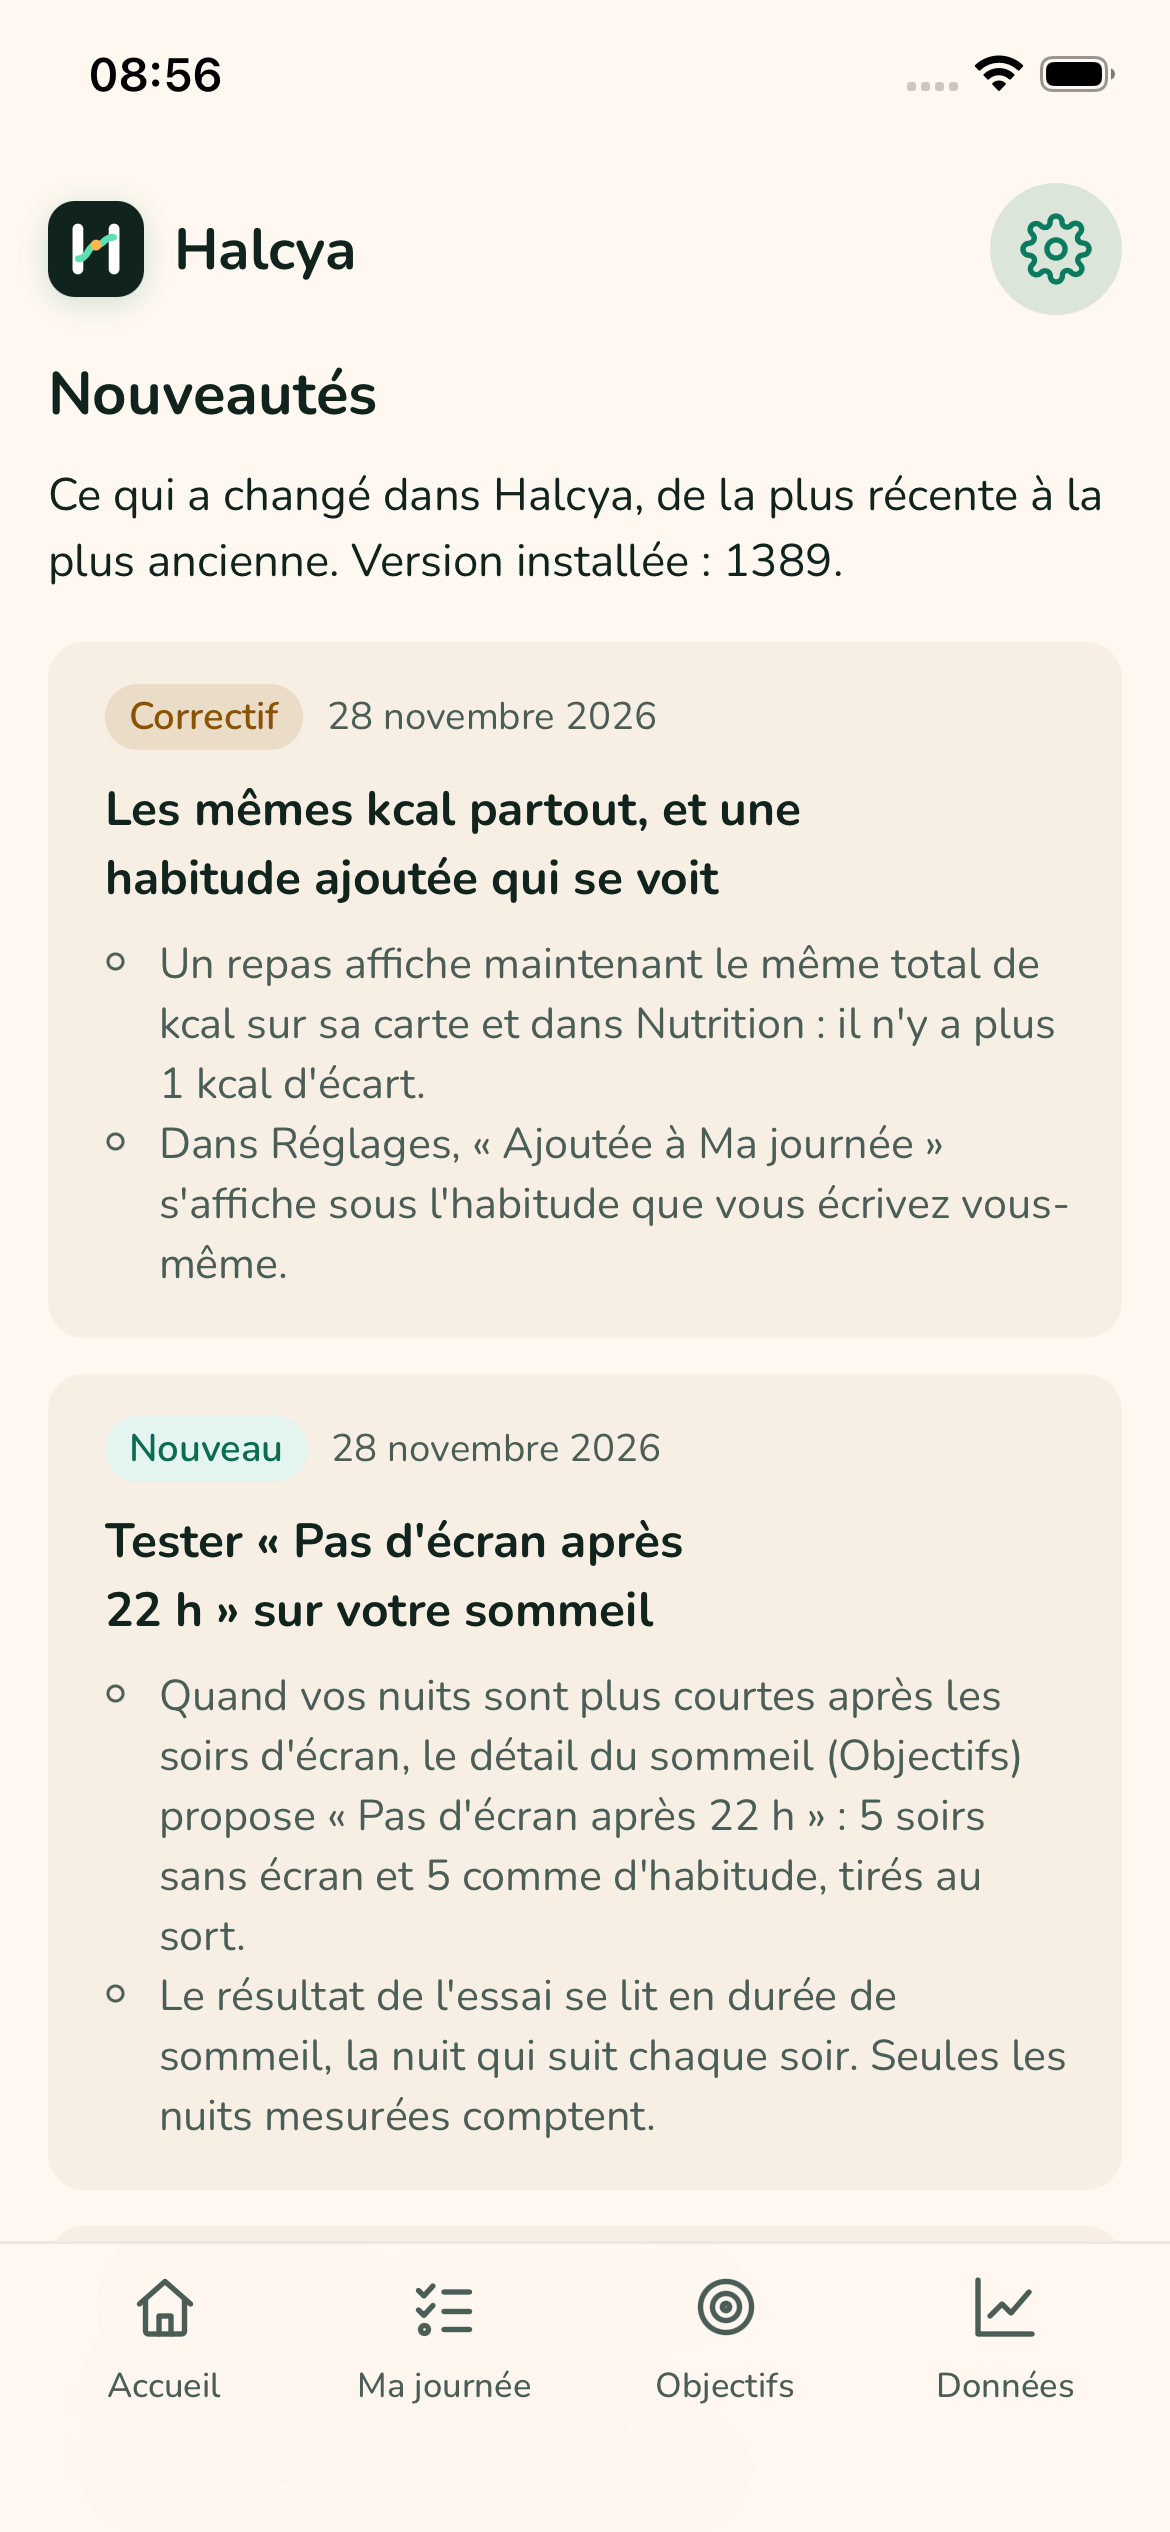 08:56
Halcya
Nouveautés
Ce qui a changé dans Halcya, de la plus récente à la
plus ancienne. Version installée : 1389.
Correctif 28 novembre 2026
Les mêmes kcal partout, et une
habitude ajoutée qui se voit
Un repas affiche maintenant le même total de
kcal sur sa carte et dans Nutrition : il n'y a plus
1 kcal d'écart.
Dans Réglages, « Ajoutée à Ma journée »
s'affiche sous l'habitude que vous écrivez vous-
même.
Nouveau 28 novembre 2026
Tester « Pas d'écran après
22 h » sur votre sommeil
Quand vos nuits sont plus courtes après les
soirs d'écran, le détail du sommeil (Objectifs)
propose « Pas d'écran après 22 h » : 5 soirs
sans écran et 5 comme d'habitude, tirés au
sort.
Le résultat de l'essai se lit en durée de
sommeil, la nuit qui suit chaque soir. Seules les
nuits mesurées comptent.
Accueil Ma journée Objectifs Données